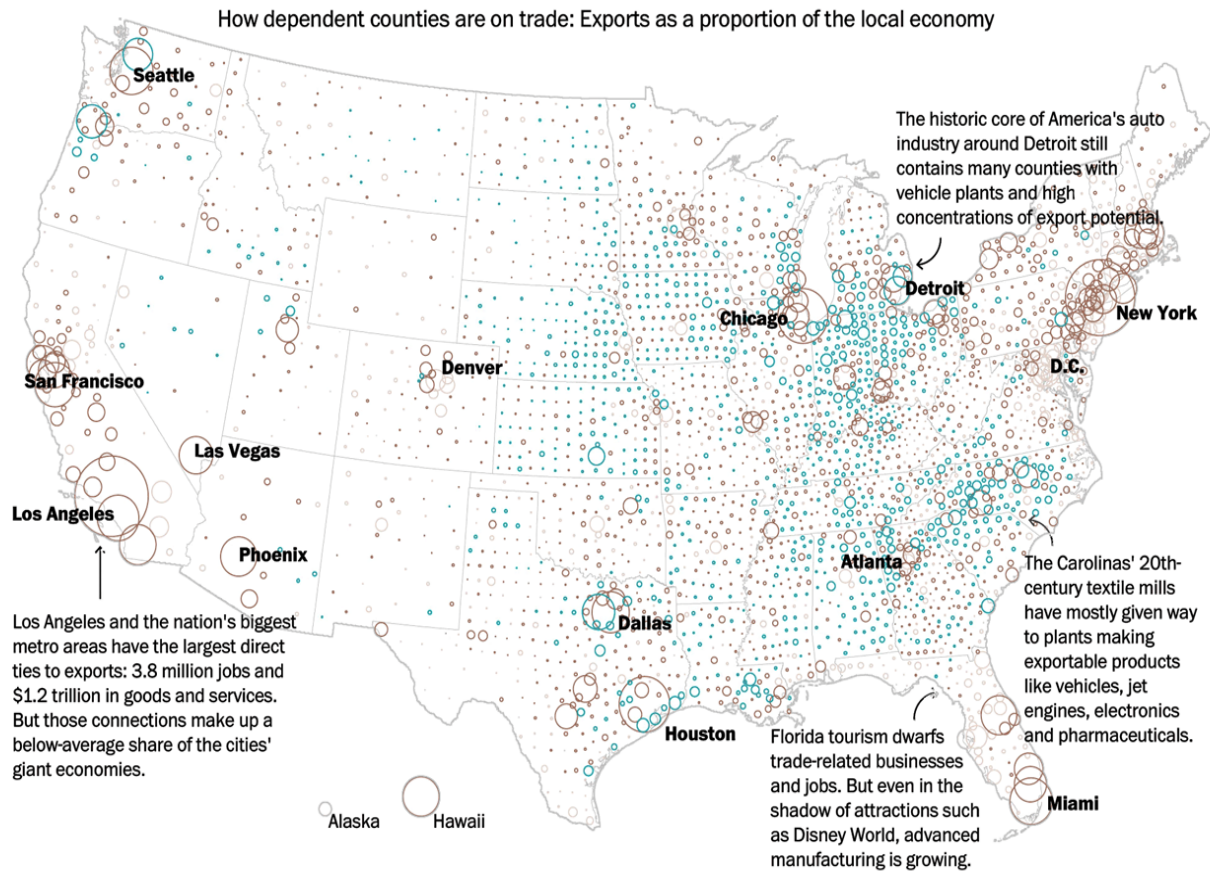 How dependent counties are on trade: Exports as a proportion of the local economy
Seattle
The historic core of America's auto
industry around Detroit still
contains many counties with
vehicle plants and high
concentrations of export potential.
Detroit
Chicago
New York
D.C.
Denver
San Francisco
Las Vegas
Los Angeles
Phoenix
Atlanta
Dallas
Houston
Miami
Los Angeles and the nation's biggest
metro areas have the largest direct
ties to exports: 3.8 million jobs and
$1.2 trillion in goods and services.
But those connections make up a
below-average share of the cities'
giant economies.
The Carolinas' 20th-
century textile mills
have mostly given way
to plants making
exportable products
like vehicles, jet
engines, electronics
and pharmaceuticals.
Florida tourism dwarfs
trade-related businesses
and jobs. But even in the
shadow of attractions such
as Disney World, advanced
manufacturing is growing.
Alaska
Hawaii